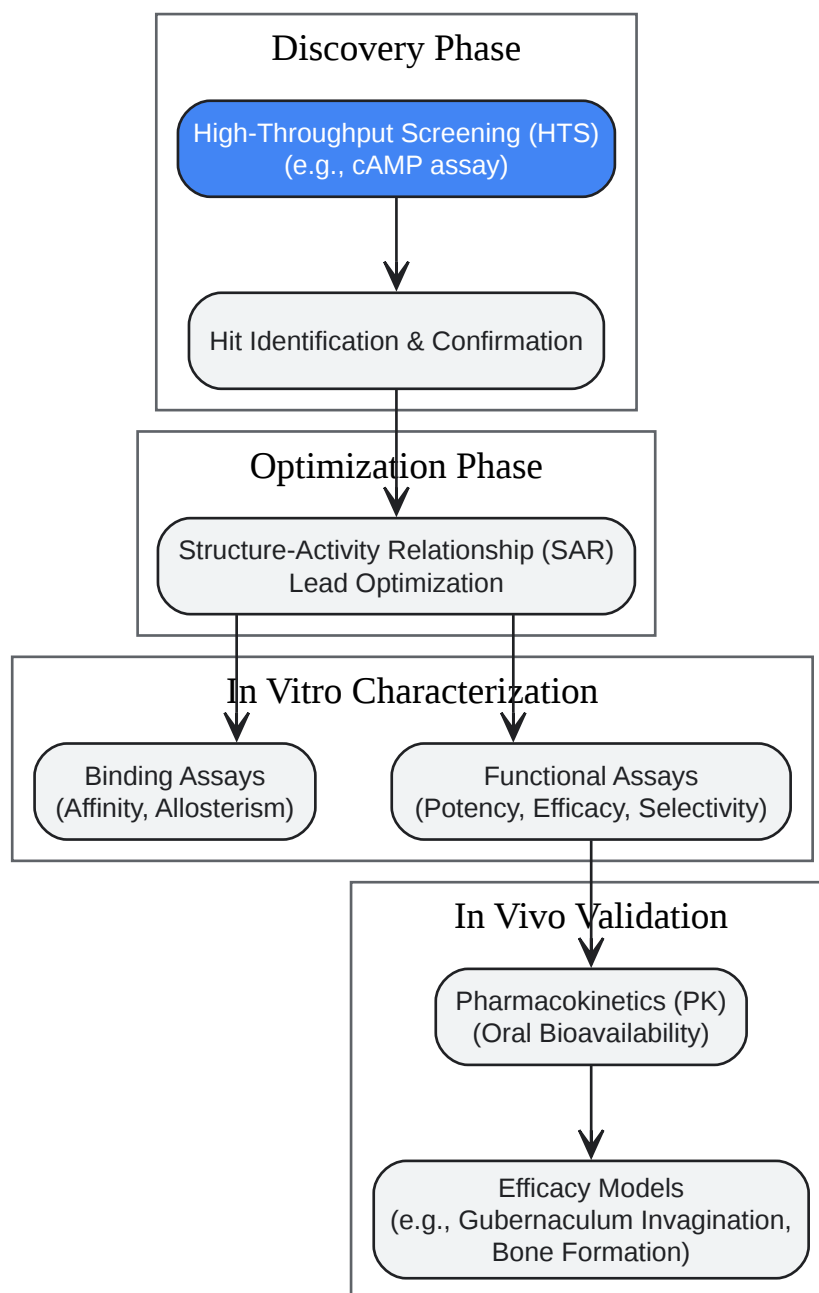 Discovery Phase
High-Throughput Screening (HTS)
(e.g., cAMP assay)
Hit Identification & Confirmation
Optimization Phase
Structure-Activity Relationship (SAR)
Lead Optimization
In Vitro Characterization
Binding Assays
(Affinity, Allosterism)
Functional Assays
(Potency, Efficacy, Selectivity)
In Vivo Validation
Pharmacokinetics (PK)
(Oral Bioavailability)
Efficacy Models
(e.g., Gubernaculum Invagination,
Bone Formation)